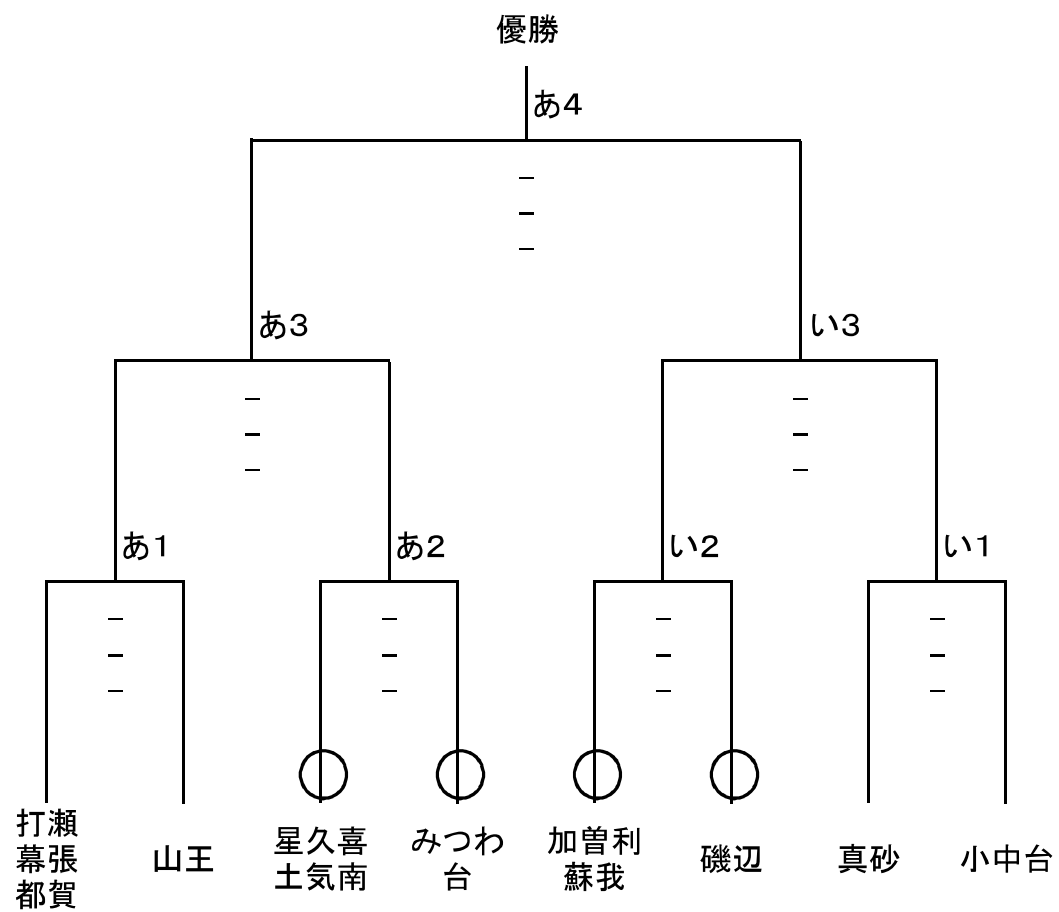 優勝
あ4
あ3
い3
あ1
あ2
い2
い1
打瀬
幕張
都賀
山王
星久喜
土気南
みつわ
台
加曽利
蘇我
磯辺
真砂
小中台